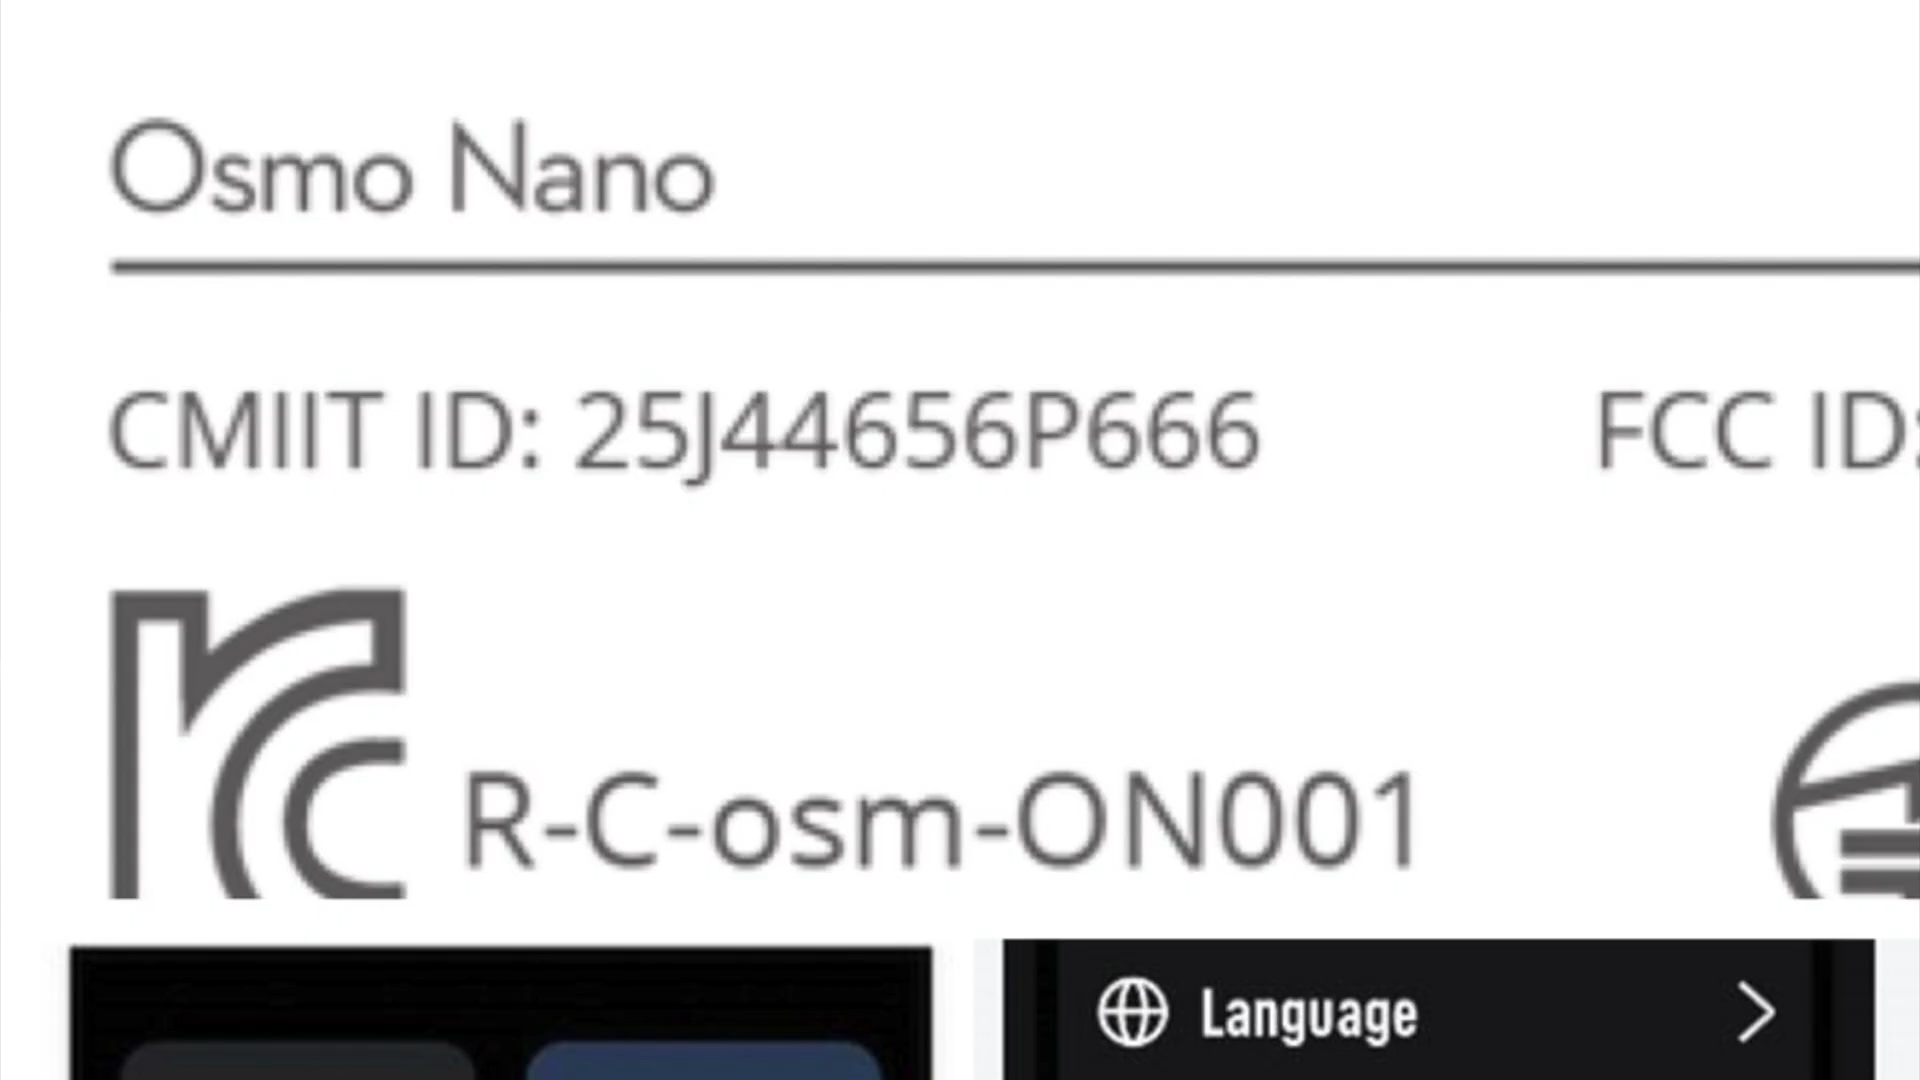 Osmo Nano
CMIIT ID: 25J44656P666
FCC ID:
R-C-osm-ON001
Language